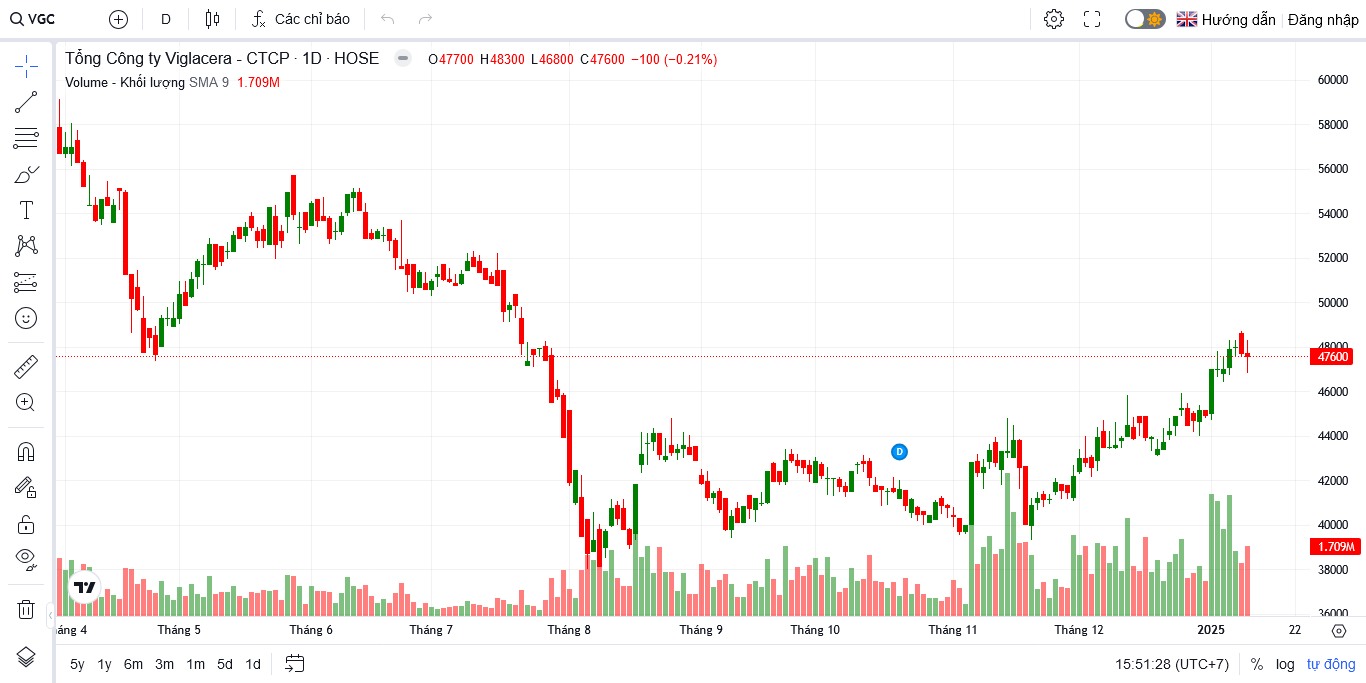 VGC D Các chỉ báo Hướng dẫn Đăng nhập
Tổng Công ty Viglacera - CTCP · 1D · HOSE O47700 H48300 L46800 C47600 −100 (−0.21%)
Volume - Khối lượng SMA 9 1.709M
60000
58000
56000
54000
52000
50000
48000
47600
46000
44000
D
42000
40000
1.709M
38000
36000
áng 4 Tháng 5 Tháng 6 Tháng 7 Tháng 8 Tháng 9 Tháng 10 Tháng 11 Tháng 12 2025 22
5y 1y 6m 3m 1m 5d 1d 15:51:28 (UTC+7) % log tự động